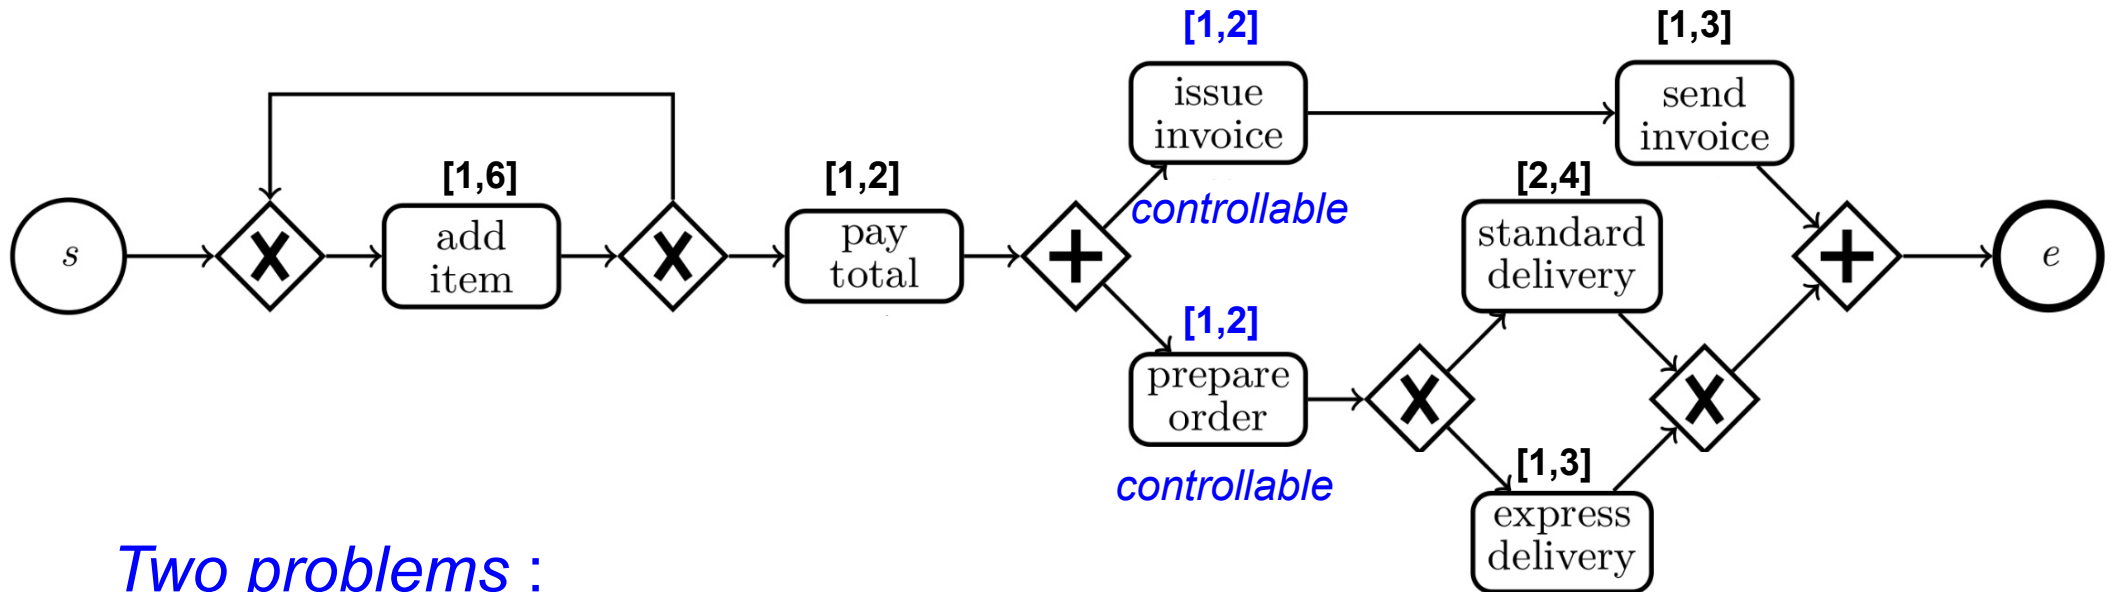 [1,2]
[1,3]
issue
invoice
send
invoice
[1,6]
[1,2]
controllable
[2,4]
s
add
item
pay
total
standard
delivery
e
[1,2]
prepare
order
controllable
[1,3]
express
delivery
Two problems :